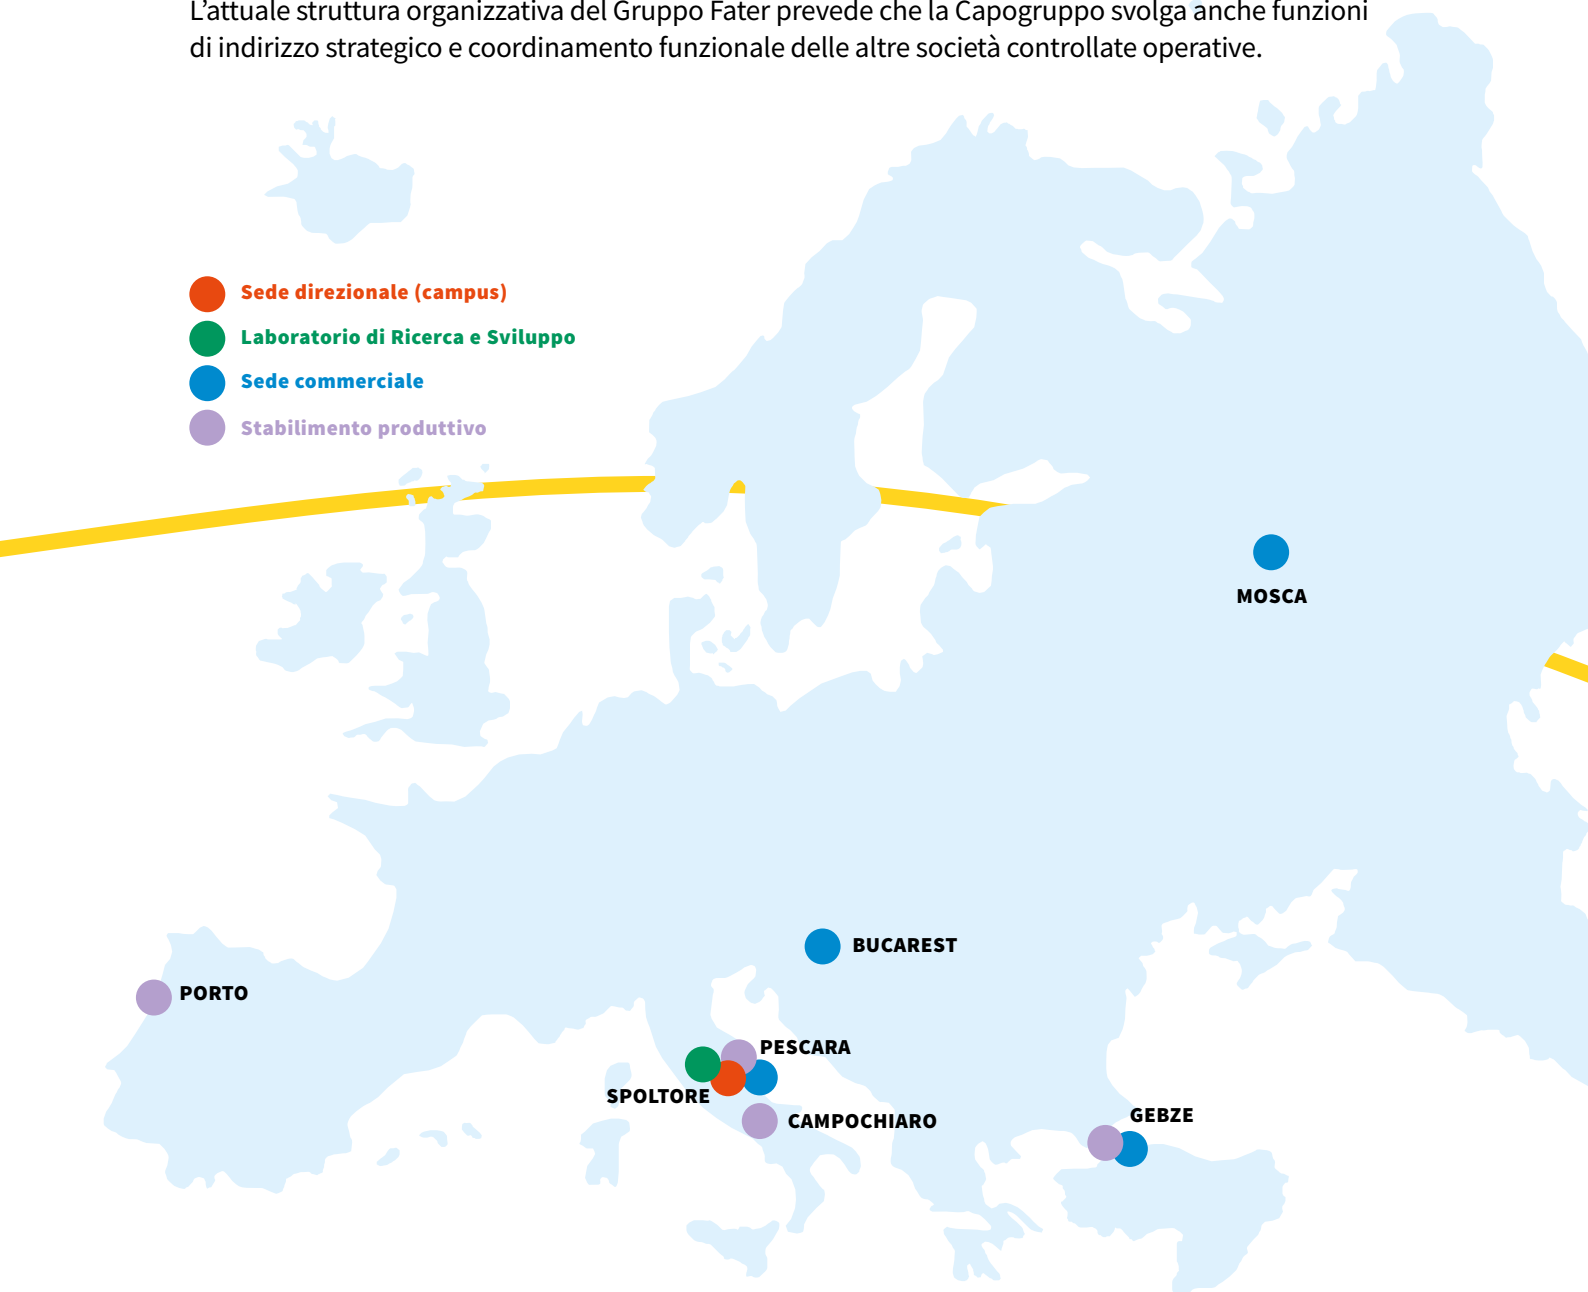 L’attuale struttura organizzativa del Gruppo Fater prevede che la Capogruppo svolga anche funzioni
di indirizzo strategico e coordinamento funzionale delle altre società controllate operative.
Sede direzionale (campus)
Laboratorio di Ricerca e Sviluppo
Sede commerciale
Stabilimento produttivo
MOSCA
BUCAREST
PORTO
PESCARA
SPOLTORE
CAMPOCHIARO
GEBZE